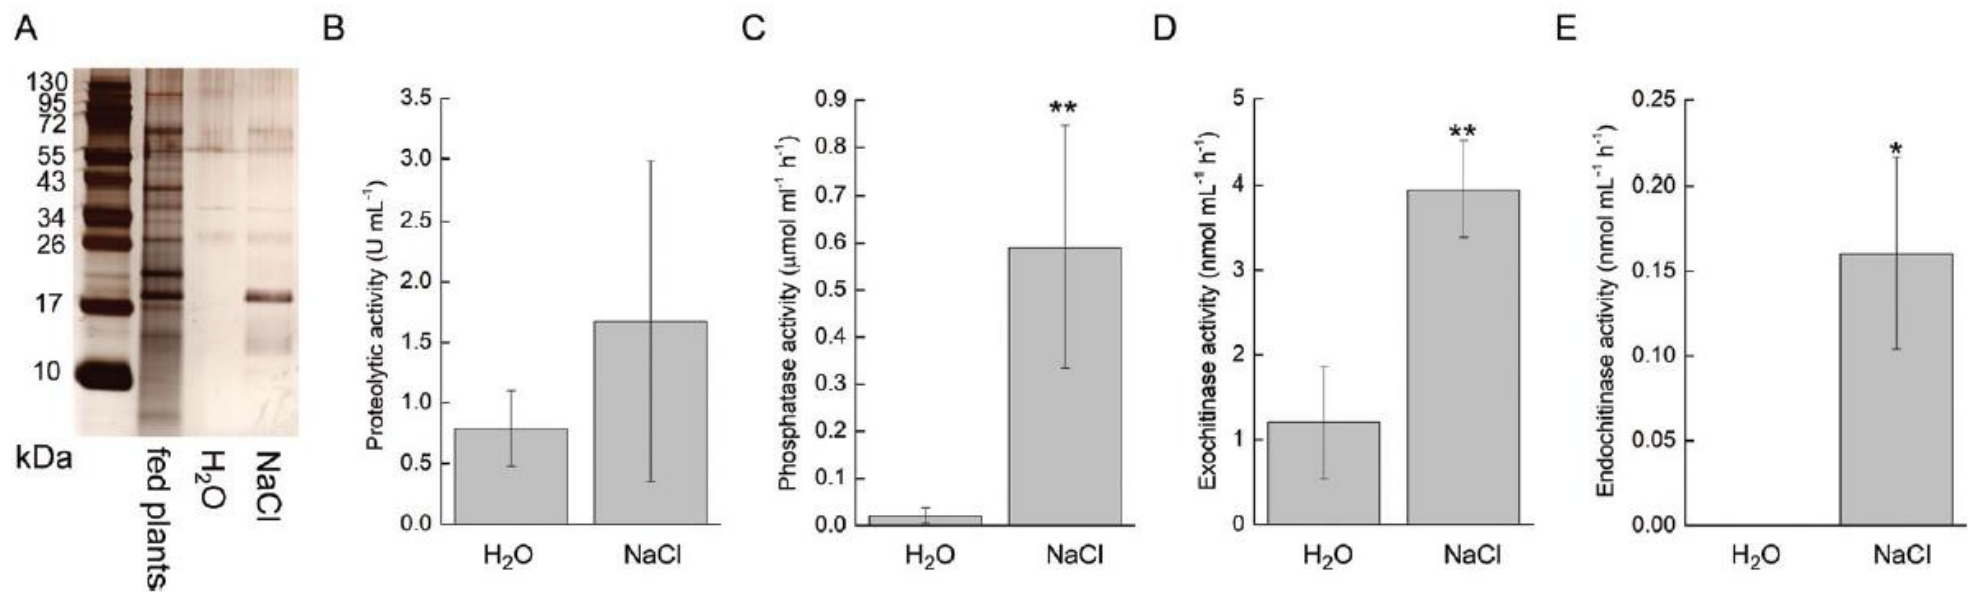 A
130
95
72
55
43
34
26
17
10
kDa
fed plants
H₂O
NaCl
B
Proteolytic activity (U mL⁻¹)
3.5
3.0
2.5
2.0
1.5
1.0
0.5
0.0
H₂O
NaCl
C
Phosphatase activity (μmol ml⁻¹ h⁻¹)
0.9
0.8
0.7
0.6
0.5
0.4
0.3
0.2
0.1
0.0
**
H₂O
NaCl
D
Exochitinase activity (nmol mL⁻¹ h⁻¹)
5
4
3
2
1
0
**
H₂O
NaCl
E
Endochitinase activity (nmol mL⁻¹ h⁻¹)
0.25
0.20
0.15
0.10
0.05
0.00
*
H₂O
NaCl